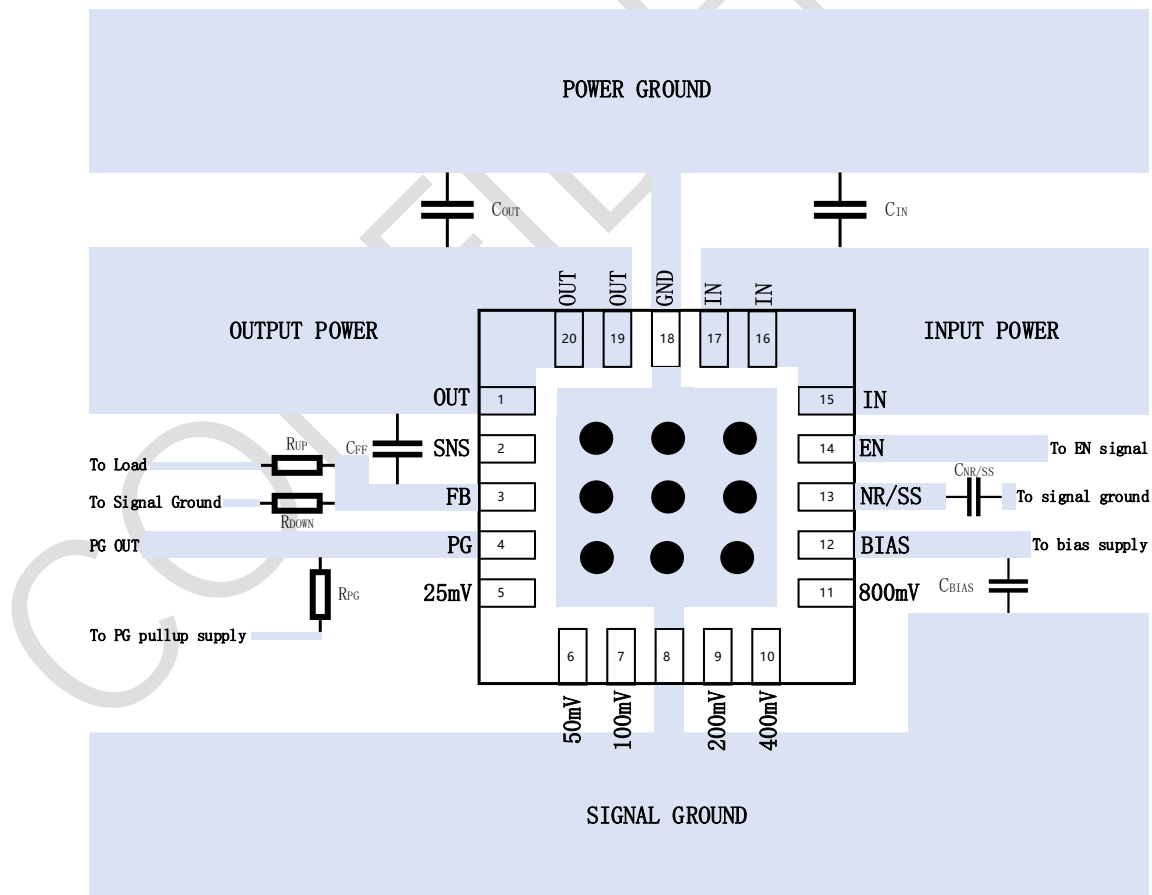 POWER GROUND
COUT
CIN
OUT
OUT
GND
IN
IN
OUTPUT POWER
INPUT POWER
20
19
18
17
16
OUT
1
15
IN
CFF
SNS
2
14
EN
To EN signal
RUP
To Load
CNR/SS
FB
3
13
NR/SS
To signal ground
To Signal Ground
RDOWN
PG OUT
PG
4
12
BIAS
To bias supply
RPG
25mV
5
11
800mV
CBIAS
To PG pullup supply
6
7
8
9
10
50mV
100mV
200mV
400mV
SIGNAL GROUND